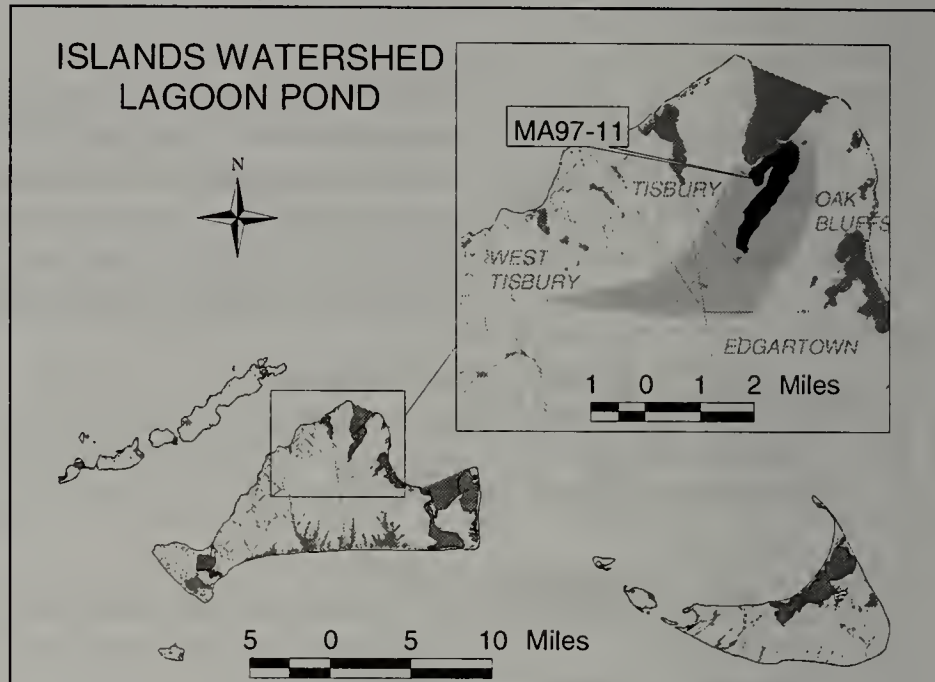 ISLANDS WATERSHED
LAGOON POND
N
MA97-11
TISBURY
OAK
BLUFFS
WEST
TISBURY
EDGARTOWN
1 0 1 2 Miles
5 0 5 10 Miles